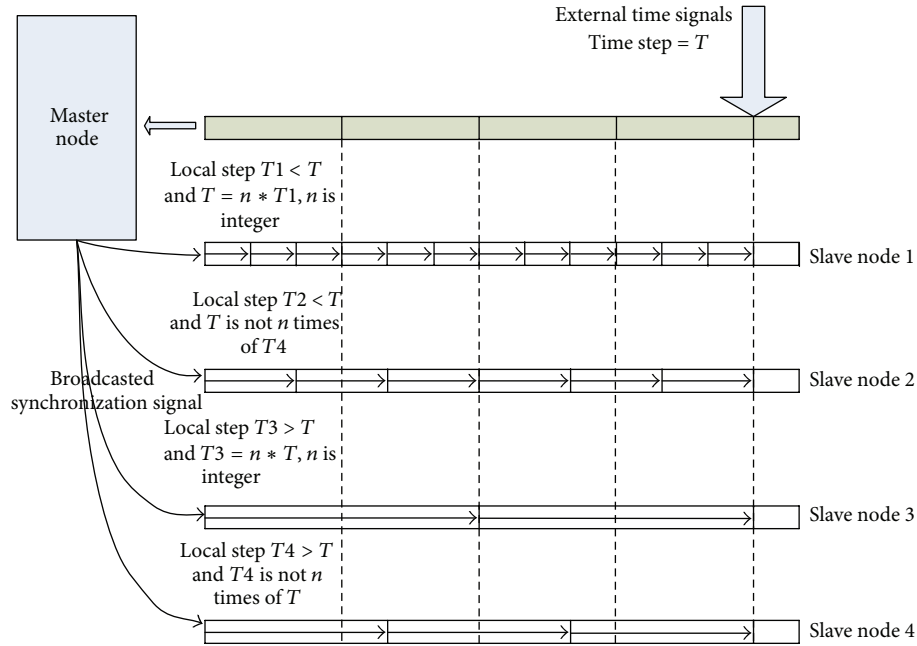 External time signals
Time step = T
Master
node
Local step T1 < T
and T = n * T1, n is
integer
Slave node 1
Local step T2 < T
and T is not n times
of T4
Slave node 2
Broadcasted
synchronization signal
Local step T3 > T
and T3 = n * T, n is
integer
Slave node 3
Local step T4 > T
and T4 is not n
times of T
Slave node 4